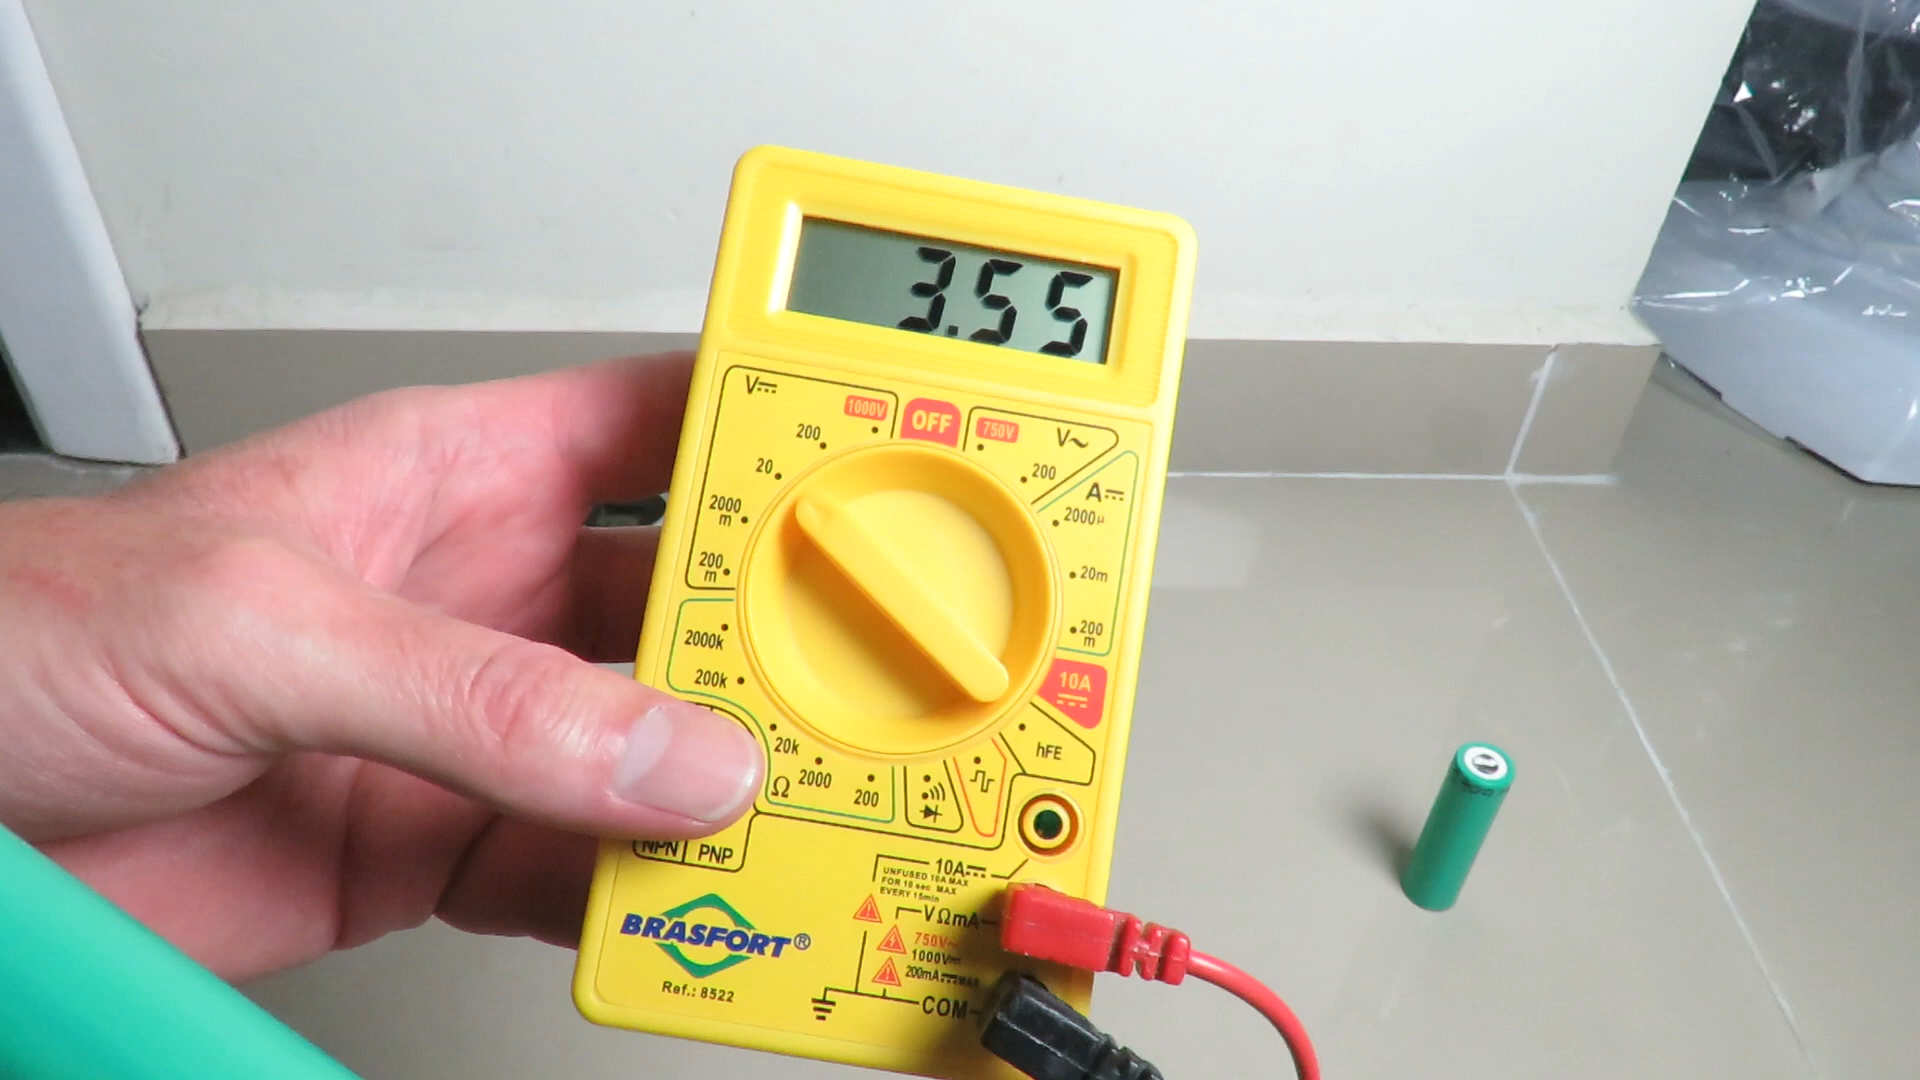 3.55
V⎓
1000V
OFF
750V
V~
200
200
20
A⎓
2000
m
2000µ
200
m
20m
2000k
200
m
200k
10A
⎓
20k
hFE
Ω
2000
200
NPN
PNP
10A⎓
UNFUSED 10A MAX
FOR 10 sec MAX
EVERY 15min
VΩmA
BRASFORT®
750V~
1000V⎓
200mA⎓MAX
Ref.: 8522
COM